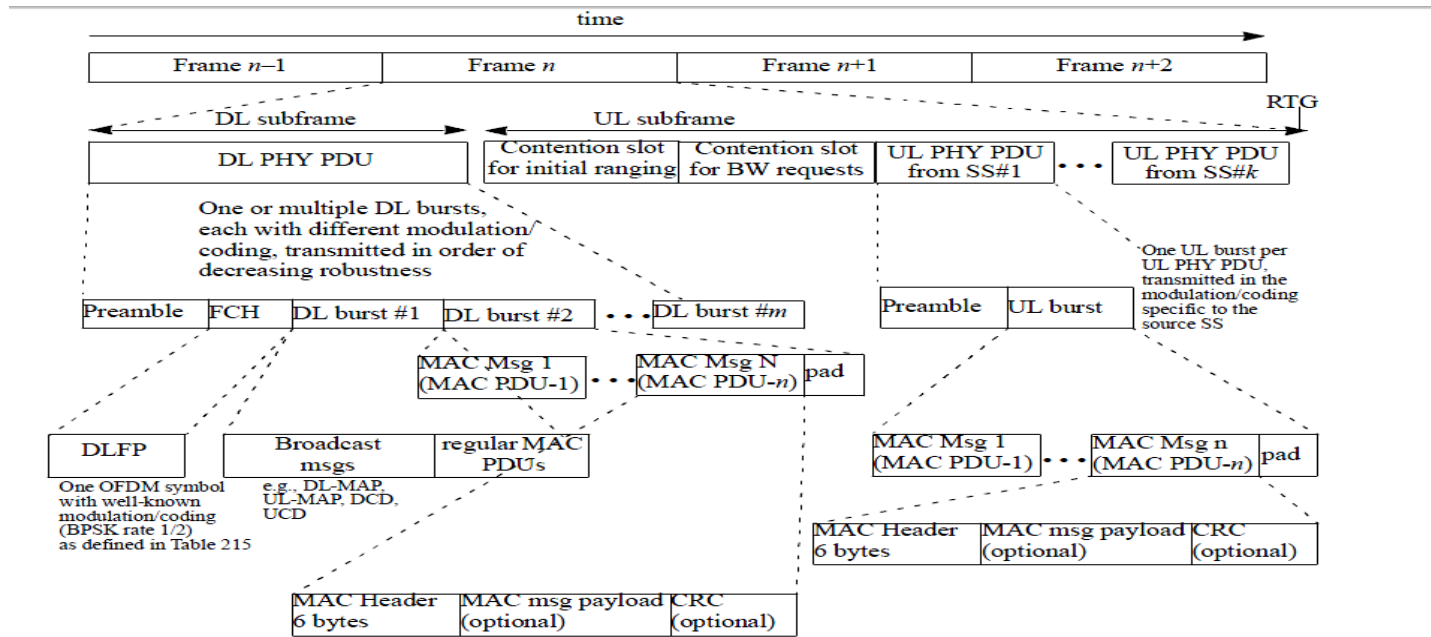 time
Frame n–1
Frame n
Frame n+1
Frame n+2
RTG
DL subframe
UL subframe
DL PHY PDU
Contention slot
for initial ranging
Contention slot
for BW requests
UL PHY PDU
from SS#1
• • •
UL PHY PDU
from SS#k
One or multiple DL bursts,
each with different modulation/
coding, transmitted in order of
decreasing robustness
One UL burst per
UL PHY PDU,
transmitted in the
modulation/coding
specific to the
source SS
Preamble
FCH
DL burst #1
DL burst #2
• • •
DL burst #m
Preamble
UL burst
MAC Msg 1
(MAC PDU-1)
• • •
MAC Msg N
(MAC PDU-n)
pad
DLFP
Broadcast
msgs
regular MAC
PDUs
MAC Msg 1
(MAC PDU-1)
• • •
MAC Msg n
(MAC PDU-n)
pad
One OFDM symbol
with well-known
modulation/coding
(BPSK rate 1/2)
as defined in Table 215
e.g., DL-MAP,
UL-MAP, DCD,
UCD
MAC Header
6 bytes
MAC msg payload
(optional)
CRC
(optional)
MAC Header
6 bytes
MAC msg payload
(optional)
CRC
(optional)